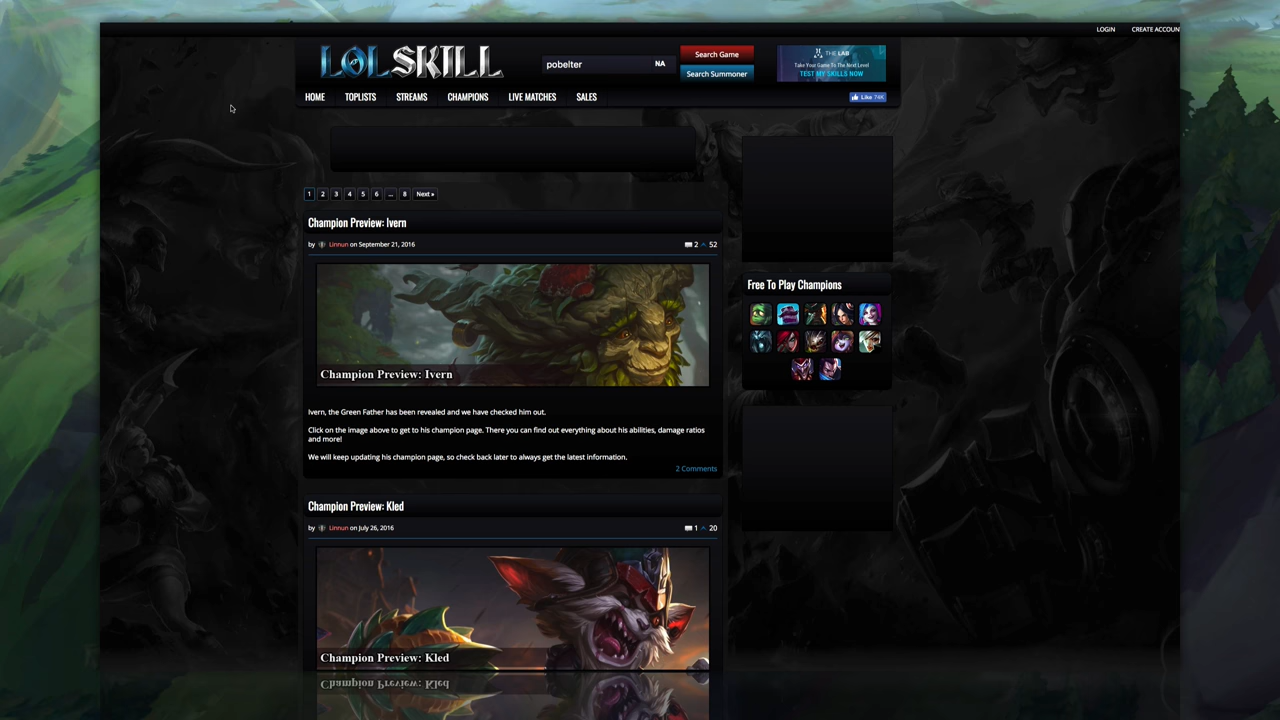 LOGIN CREATE ACCOUN
LOLSKILL
pobelter NA
Search Game
Search Summoner
THE LAB
Take Your Game To The Next Level
TEST MY SKILLS NOW
HOME TOPLISTS STREAMS CHAMPIONS LIVE MATCHES SALES
Like 74K
1 2 3 4 5 6 ... 8 Next »
Champion Preview: Ivern
by Linnun on September 21, 2016 2 52
Champion Preview: Ivern
Ivern, the Green Father has been revealed and we have checked him out.
Click on the image above to get to his champion page. There you can find out everything about his abilities, damage ratios
and more!
We will keep updating his champion page, so check back later to always get the latest information.
2 Comments
Champion Preview: Kled
by Linnun on July 26, 2016 1 20
Champion Preview: Kled
Champion Preview: Kled
Free To Play Champions